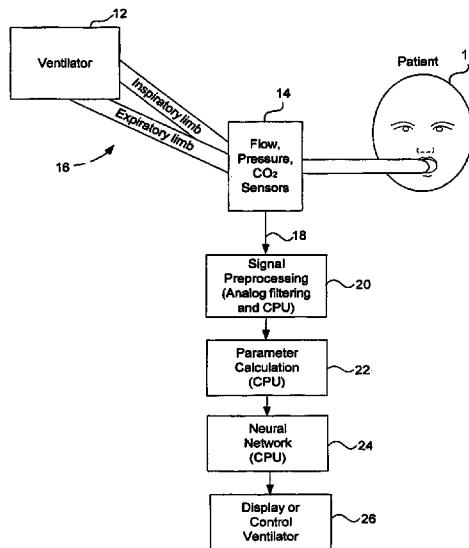 12
Ventilator
Inspiratory limb
Expiratory limb
16
14
Flow,
Pressure,
CO₂
Sensors
Patient
1
18
Signal
Preprocessing
(Analog filtering
and CPU)
20
Parameter
Calculation
(CPU)
22
Neural
Network
(CPU)
24
Display or
Control
Ventilator
26